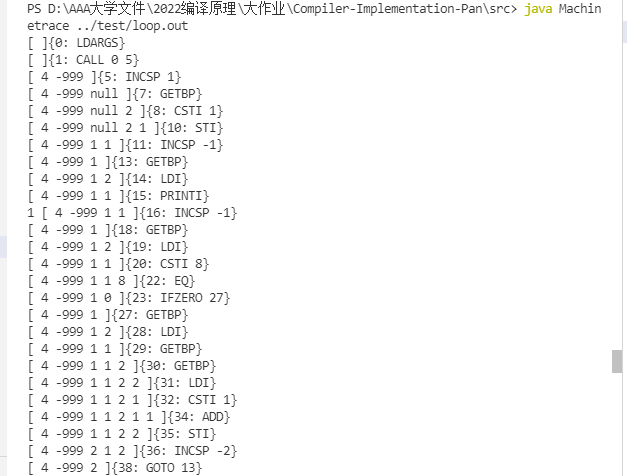 PS D:\AAA大学文件\2022编译原理\大作业\Compiler-Implementation-Pan\src> java Machin
etrace ../test/loop.out
[ ]{0: LDARGS}
[ ]{1: CALL 0 5}
[ 4 -999 ]{5: INCSP 1}
[ 4 -999 null ]{7: GETBP}
[ 4 -999 null 2 ]{8: CSTI 1}
[ 4 -999 null 2 1 ]{10: STI}
[ 4 -999 1 1 ]{11: INCSP -1}
[ 4 -999 1 ]{13: GETBP}
[ 4 -999 1 2 ]{14: LDI}
[ 4 -999 1 1 ]{15: PRINTI}
1 [ 4 -999 1 1 ]{16: INCSP -1}
[ 4 -999 1 ]{18: GETBP}
[ 4 -999 1 2 ]{19: LDI}
[ 4 -999 1 1 ]{20: CSTI 8}
[ 4 -999 1 1 8 ]{22: EQ}
[ 4 -999 1 0 ]{23: IFZERO 27}
[ 4 -999 1 ]{27: GETBP}
[ 4 -999 1 2 ]{28: LDI}
[ 4 -999 1 1 ]{29: GETBP}
[ 4 -999 1 1 2 ]{30: GETBP}
[ 4 -999 1 1 2 2 ]{31: LDI}
[ 4 -999 1 1 2 1 ]{32: CSTI 1}
[ 4 -999 1 1 2 1 1 ]{34: ADD}
[ 4 -999 1 1 2 2 ]{35: STI}
[ 4 -999 2 1 2 ]{36: INCSP -2}
[ 4 -999 2 ]{38: GOTO 13}